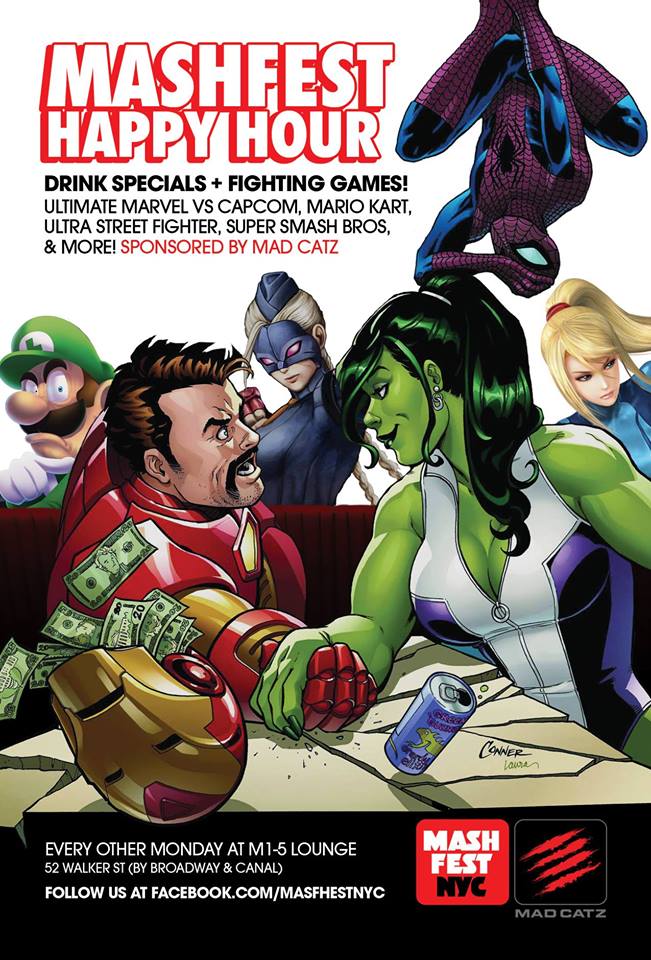 MASHFEST
HAPPY HOUR
DRINK SPECIALS + FIGHTING GAMES!
ULTIMATE MARVEL VS CAPCOM, MARIO KART,
ULTRA STREET FIGHTER, SUPER SMASH BROS,
& MORE! SPONSORED BY MAD CATZ
L
S
20
20
CONNER
Laura
EVERY OTHER MONDAY AT M1-5 LOUNGE
52 WALKER ST (BY BROADWAY & CANAL)
FOLLOW US AT FACEBOOK.COM/MASFHESTNYC
MASH
FEST
NYC
MAD CATZ